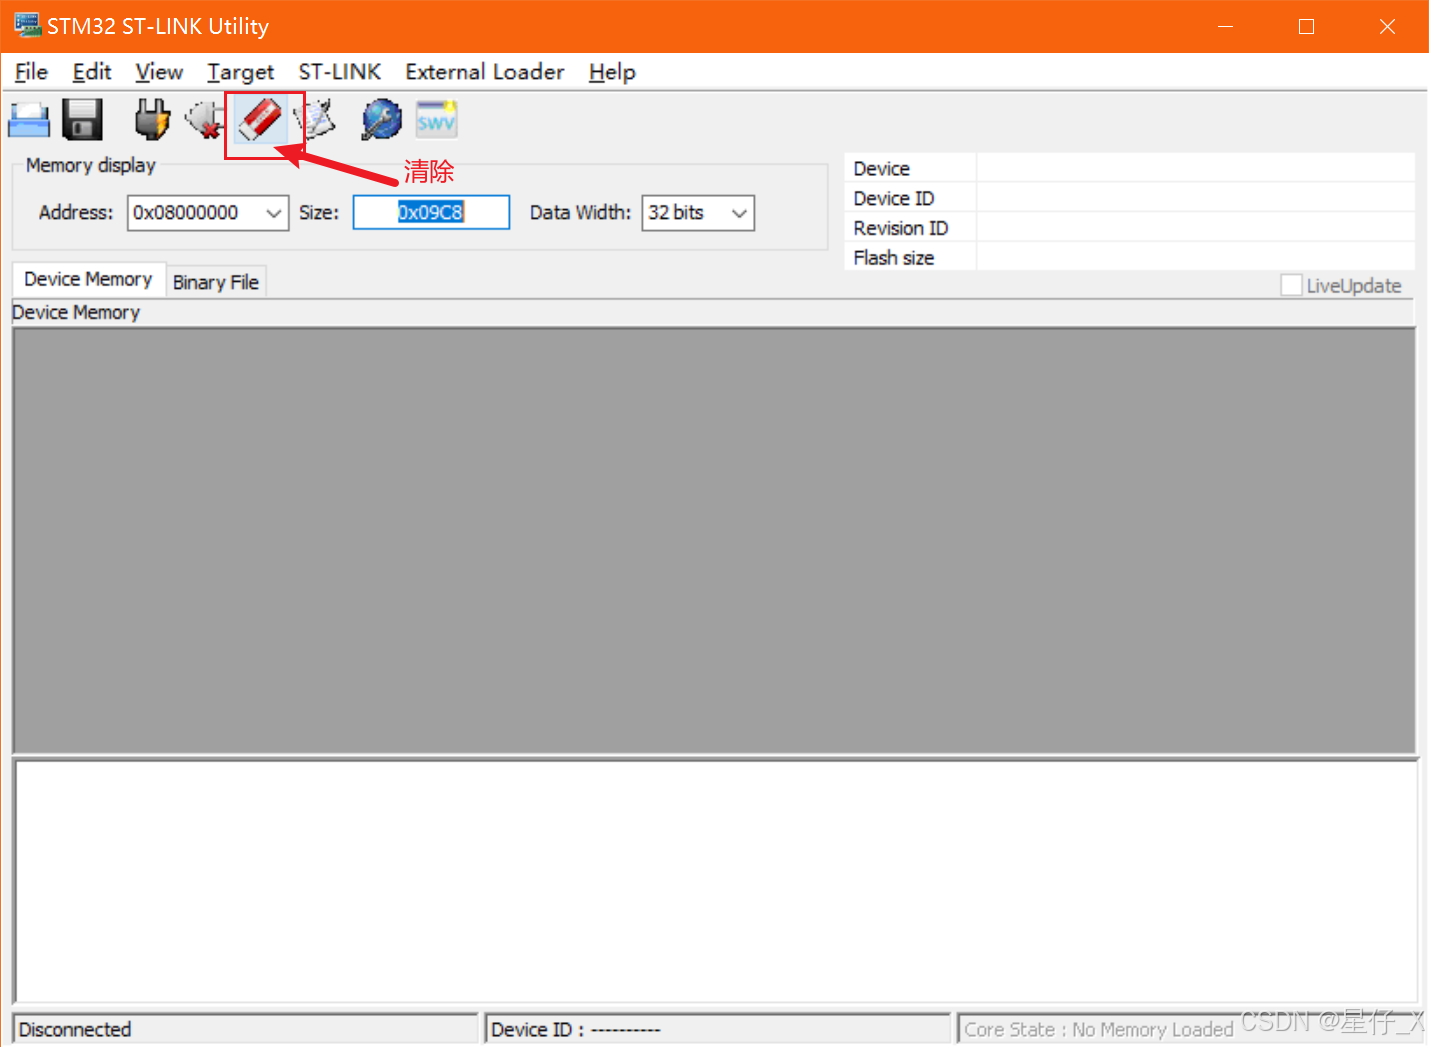 STM32 ST-LINK Utility
File Edit View Target ST-LINK External Loader Help
SWV
清除
Memory display
Address: 0x08000000 Size: 0x09C8 Data Width: 32 bits
Device
Device ID
Revision ID
Flash size
Device Memory Binary File
LiveUpdate
Device Memory
Disconnected
Device ID : ----------
Core State : No Memory Loaded
CSDN @星仔_X